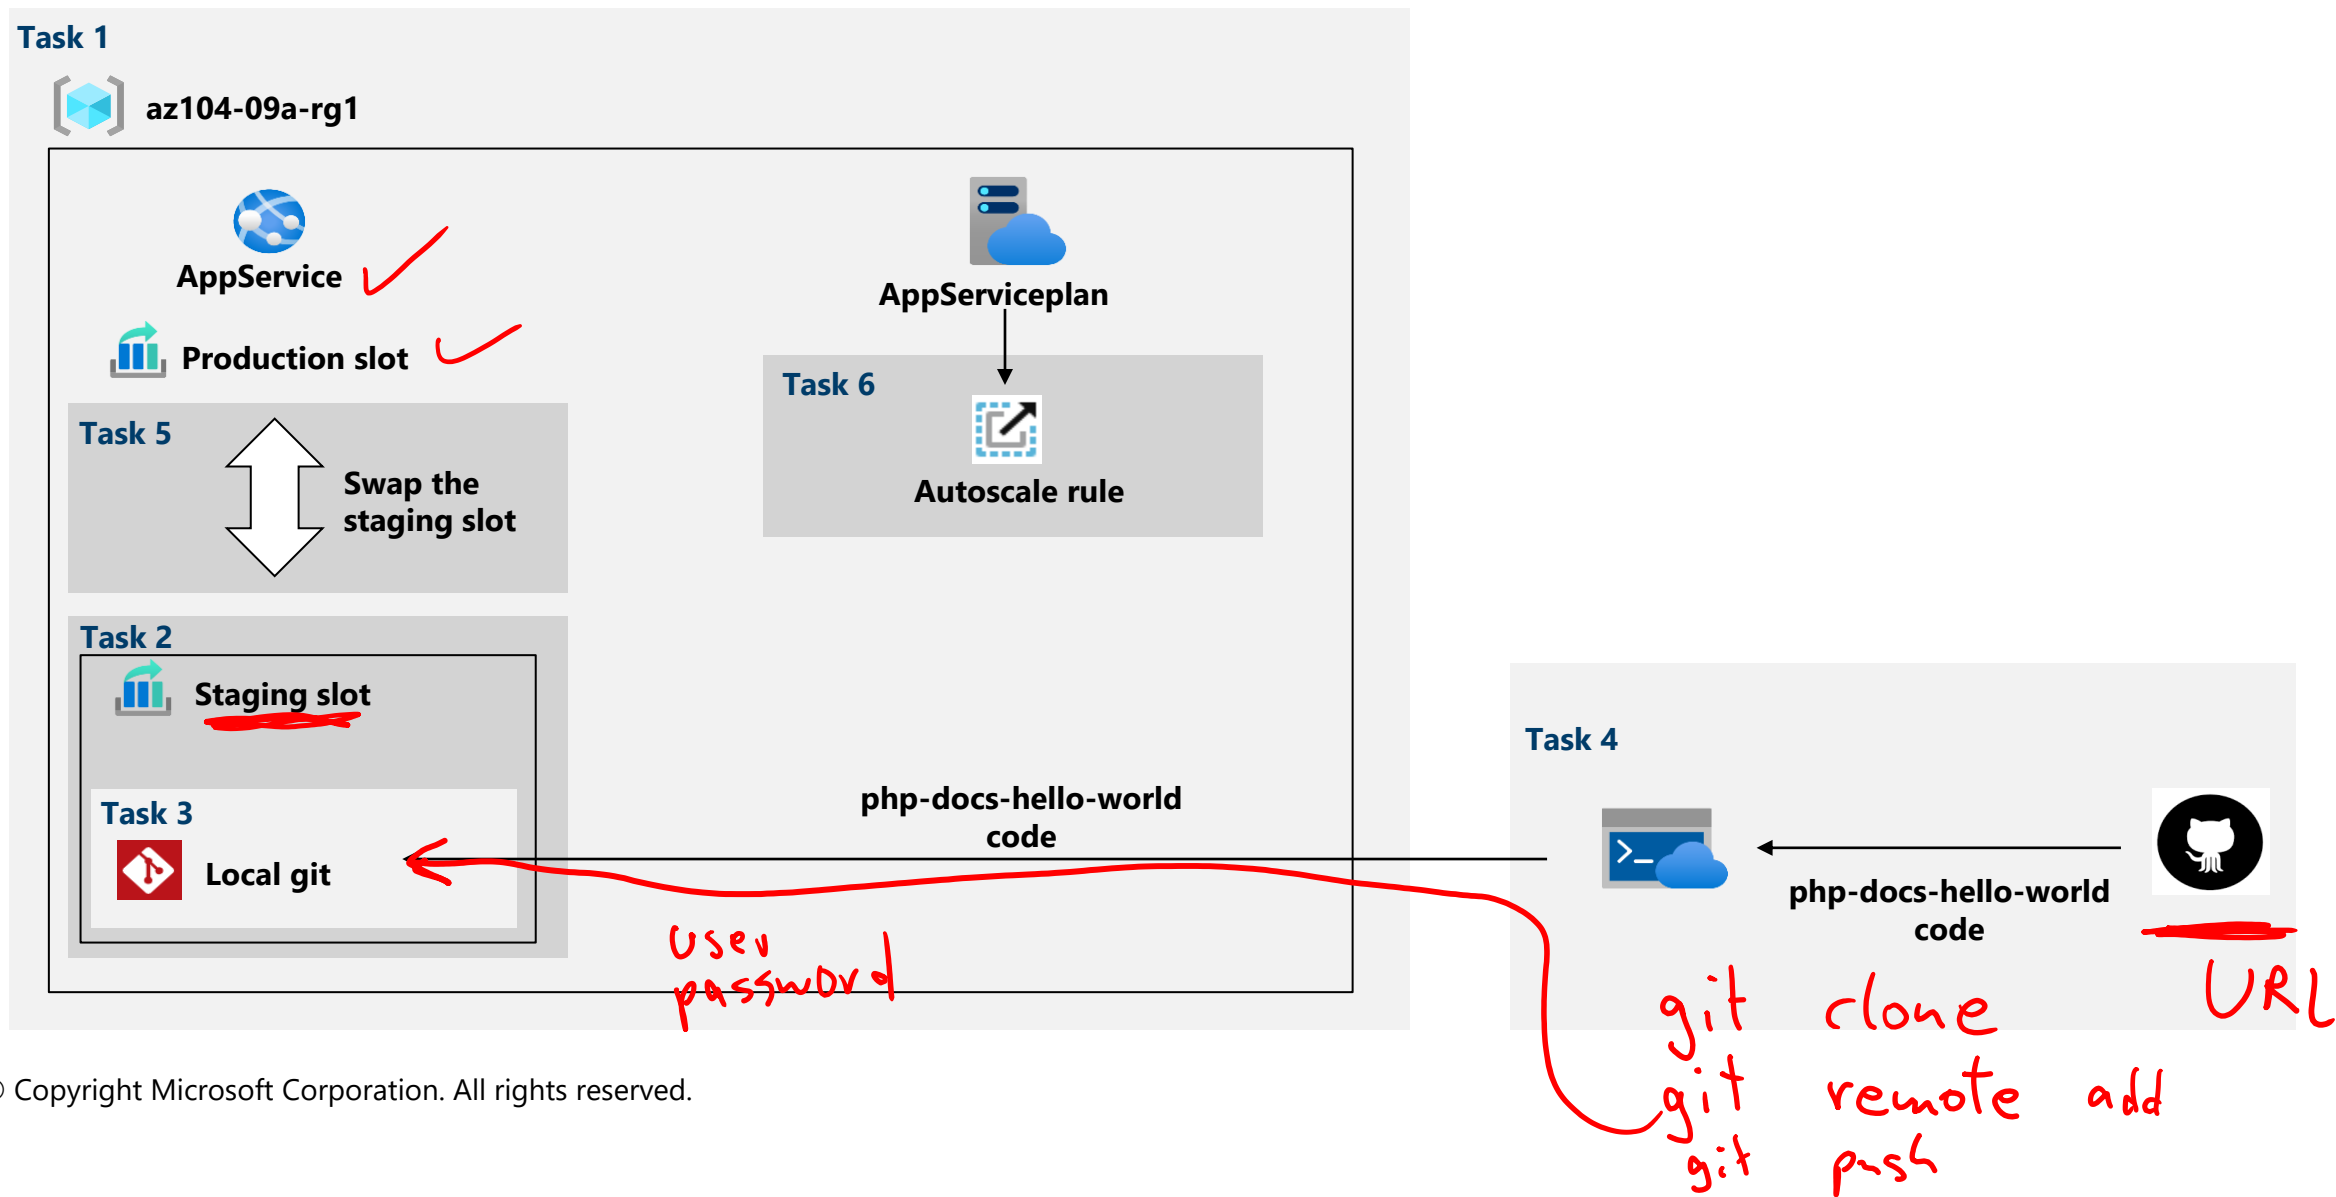 Task 1
az104-09a-rg1
AppService
AppServiceplan
Production slot
Task 5
Swap the
staging slot
Task 6
Autoscale rule
Task 2
Staging slot
Task 3
Local git
php-docs-hello-world
code
user
password
Task 4
>_
php-docs-hello-world
code
URL
git clone
git remote add
git push
© Copyright Microsoft Corporation. All rights reserved.